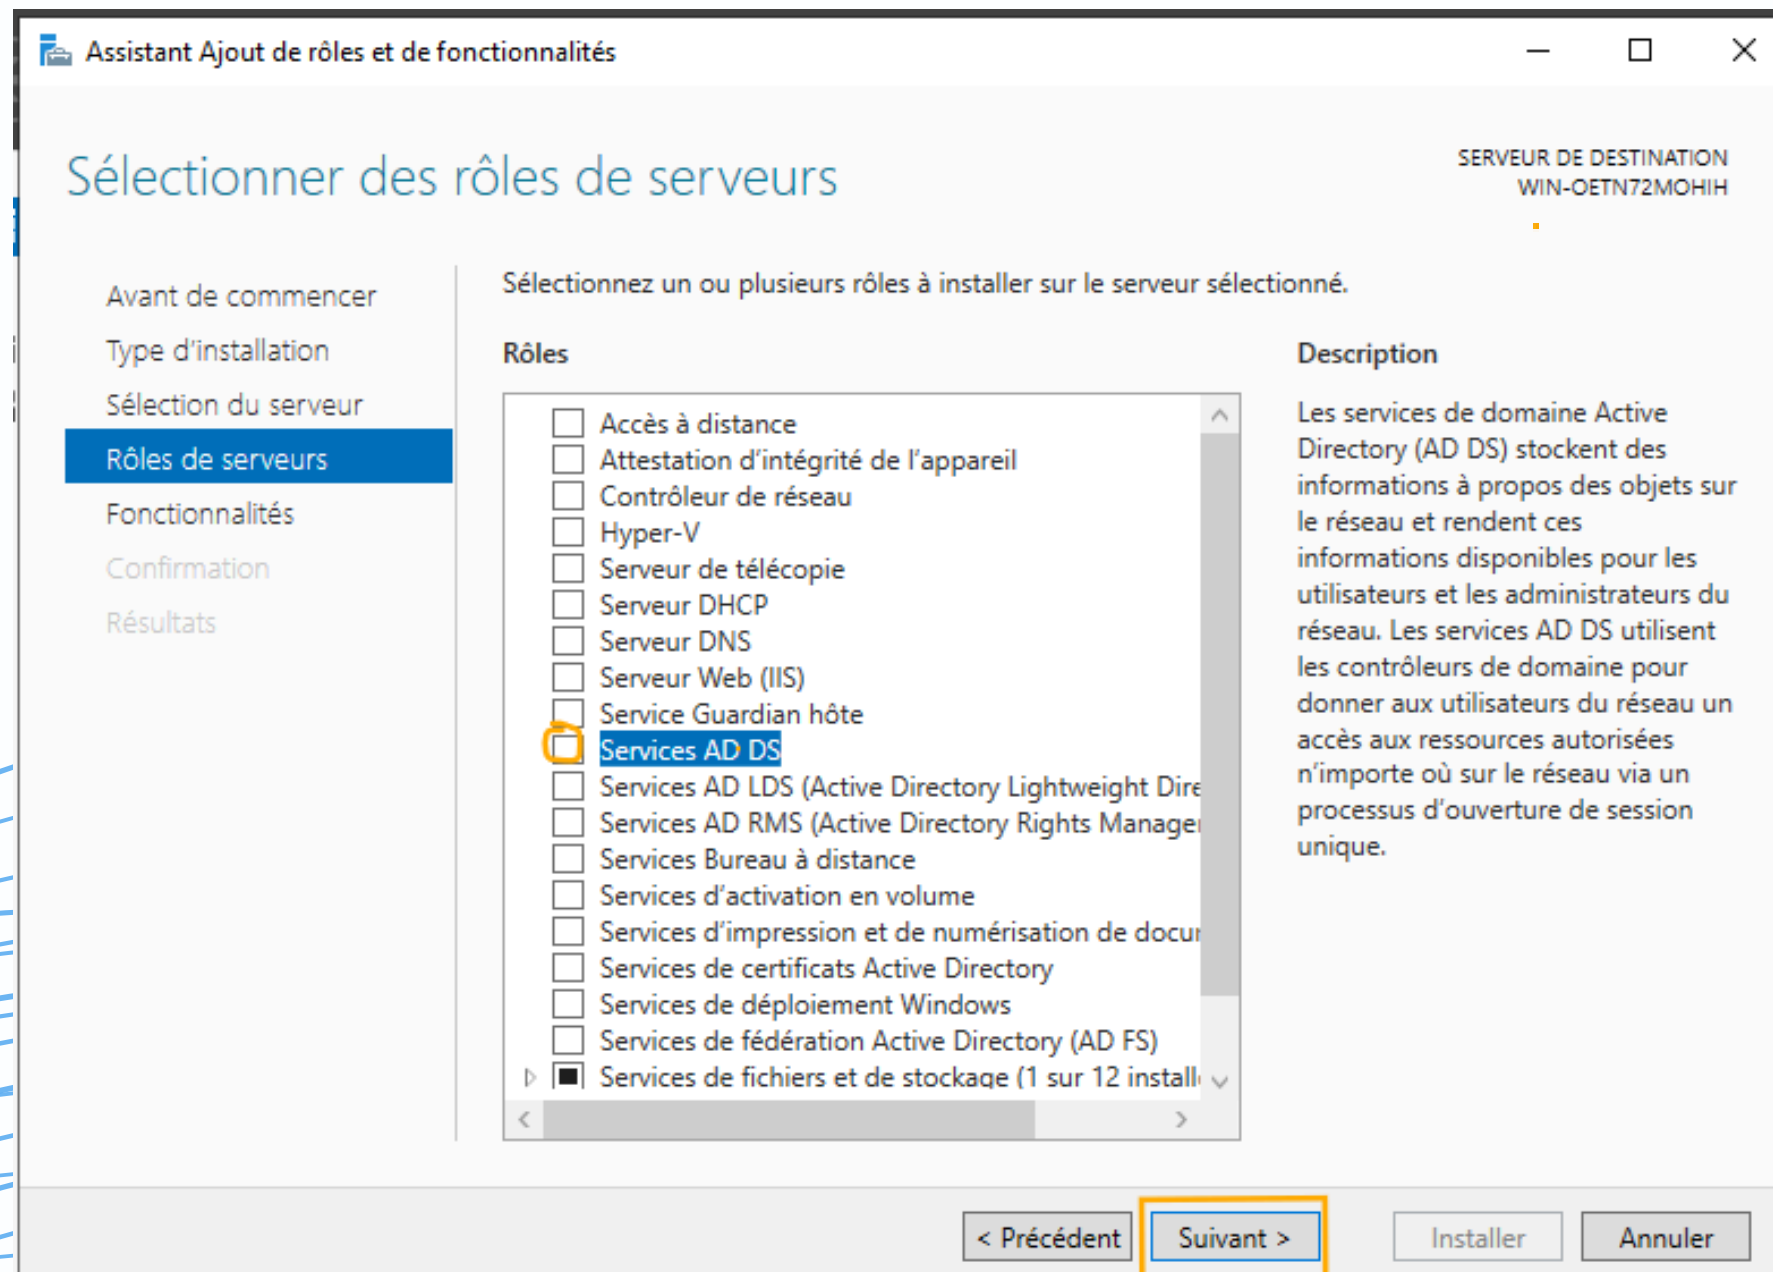 Assistant Ajout de rôles et de fonctionnalités
Sélectionner des rôles de serveurs
SERVEUR DE DESTINATION
WIN-OETN72MOHIH
Avant de commencer
Type d'installation
Sélection du serveur
Rôles de serveurs
Fonctionnalités
Confirmation
Résultats
Sélectionnez un ou plusieurs rôles à installer sur le serveur sélectionné.
Rôles
Accès à distance
Attestation d'intégrité de l'appareil
Contrôleur de réseau
Hyper-V
Serveur de télécopie
Serveur DHCP
Serveur DNS
Serveur Web (IIS)
Service Guardian hôte
Services AD DS
Services AD LDS (Active Directory Lightweight Dire
Services AD RMS (Active Directory Rights Manager
Services Bureau à distance
Services d'activation en volume
Services d'impression et de numérisation de docur
Services de certificats Active Directory
Services de déploiement Windows
Services de fédération Active Directory (AD FS)
Services de fichiers et de stockage (1 sur 12 install
Description
Les services de domaine Active
Directory (AD DS) stockent des
informations à propos des objets sur
le réseau et rendent ces
informations disponibles pour les
utilisateurs et les administrateurs du
réseau. Les services AD DS utilisent
les contrôleurs de domaine pour
donner aux utilisateurs du réseau un
accès aux ressources autorisées
n'importe où sur le réseau via un
processus d'ouverture de session
unique.
< Précédent
Suivant >
Installer
Annuler